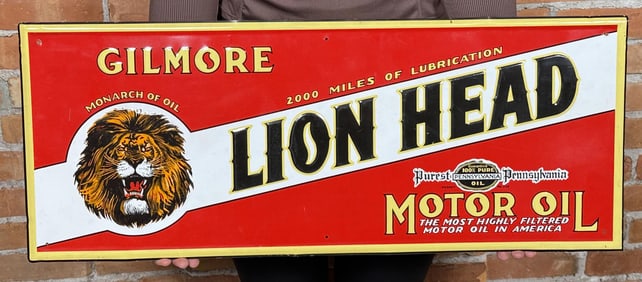 GILMORE
MONARCH OF OIL
2000 MILES OF LUBRICATION
LION HEAD
Purest Pennsylvania
100% PURE
PENNSYLVANIA
OIL
MOTOR OIL
THE MOST HIGHLY FILTERED
MOTOR OIL IN AMERICA